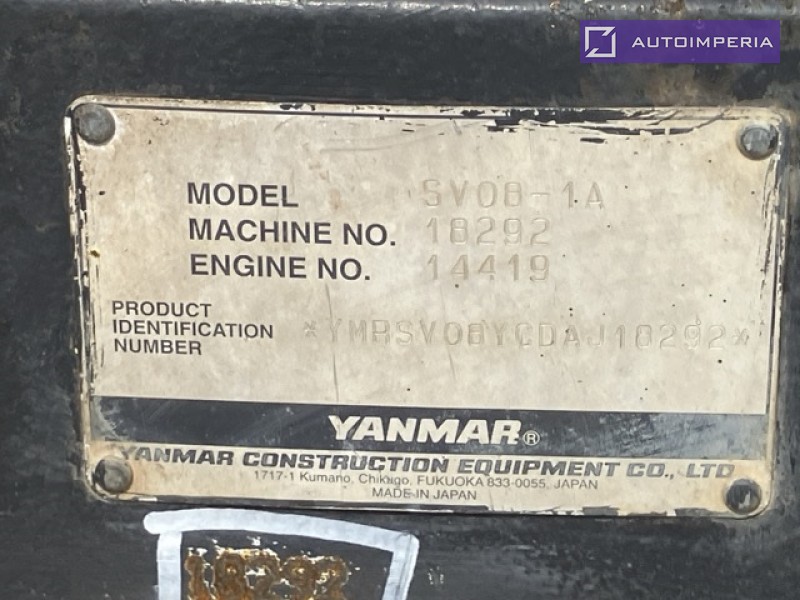 AUTOIMPERIA
MODEL SV08-1A
MACHINE NO. 18292
ENGINE NO. 14419
PRODUCT
IDENTIFICATION
NUMBER *YMRSV08YCDAJ18292*
YANMAR®
YANMAR CONSTRUCTION EQUIPMENT CO., LTD
1717-1 Kumano, Chikugo, FUKUOKA 833-0055, JAPAN
MADE IN JAPAN
18292